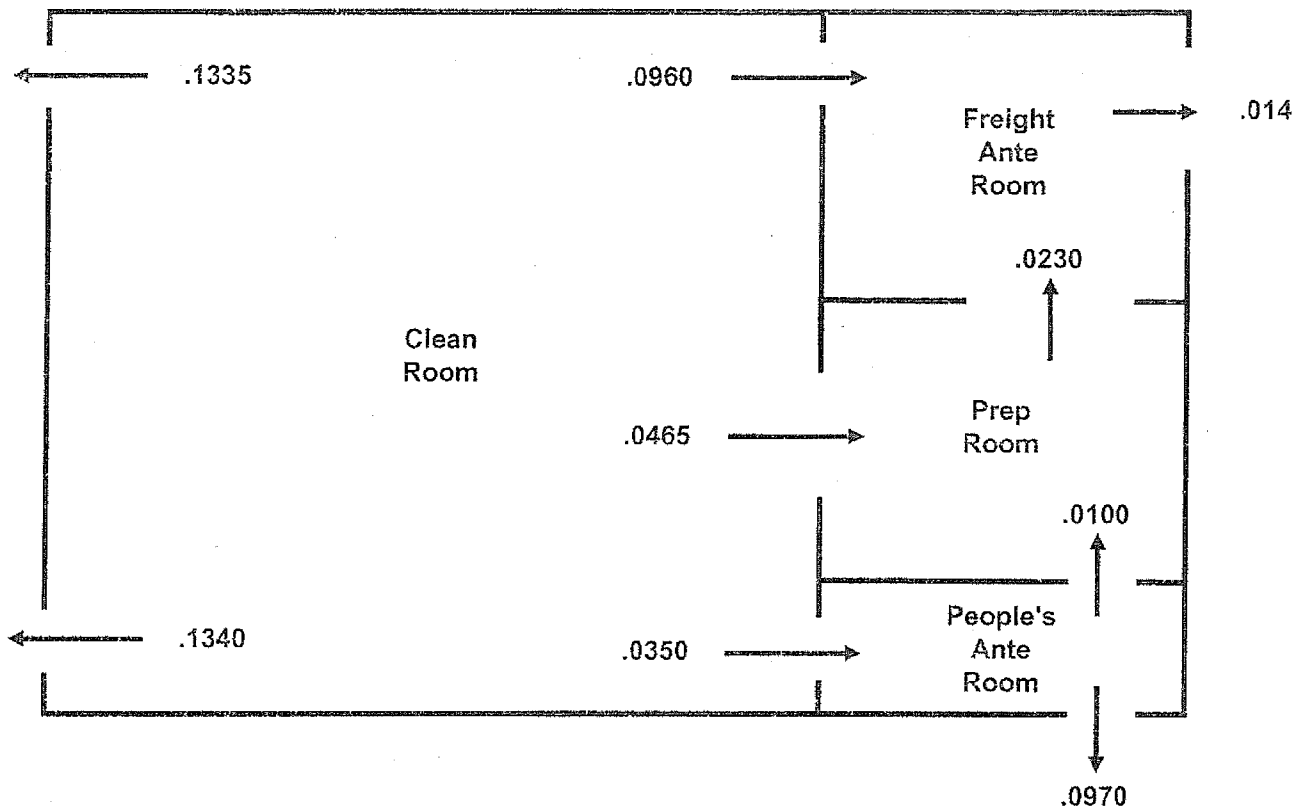 .1335
.0960
.014
Freight
Ante
Room
.0230
Clean
Room
.0465
Prep
Room
.0100
.1340
.0350
People's
Ante
Room
.0970